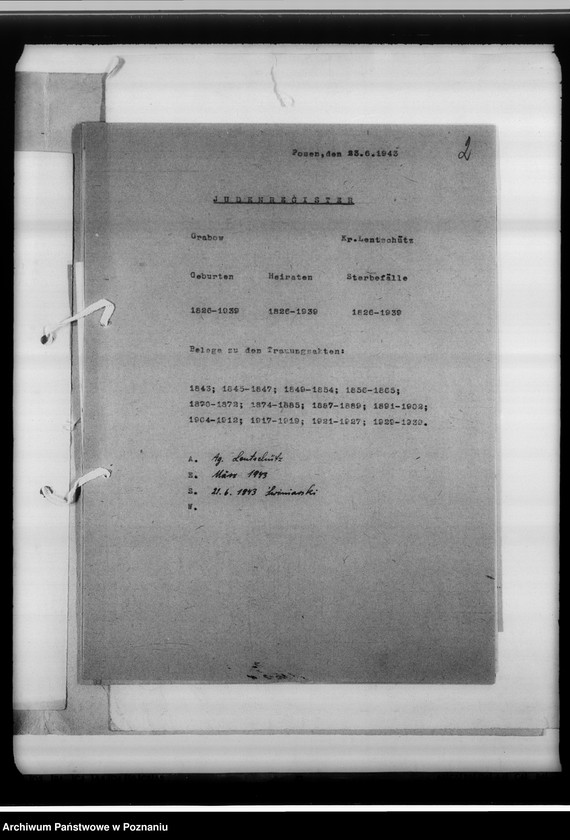 Posen, den 23.6.1943
2
JUDENREGISTER
Grabow Kr. Lentschütz
Geburten Heiraten Sterbefälle
1826-1939 1826-1939 1826-1939
Belege zu den Trauungsakten:
1843; 1845-1847; 1849-1854; 1856-1865;
1870-1872; 1874-1885; 1887-1889; 1891-1902;
1904-1912; 1917-1919; 1921-1927; 1929-1939.
A. Ag. Lentschütz
E. März 1943
S. 21.6. 1943
W.
Archiwum Państwowe w Poznaniu